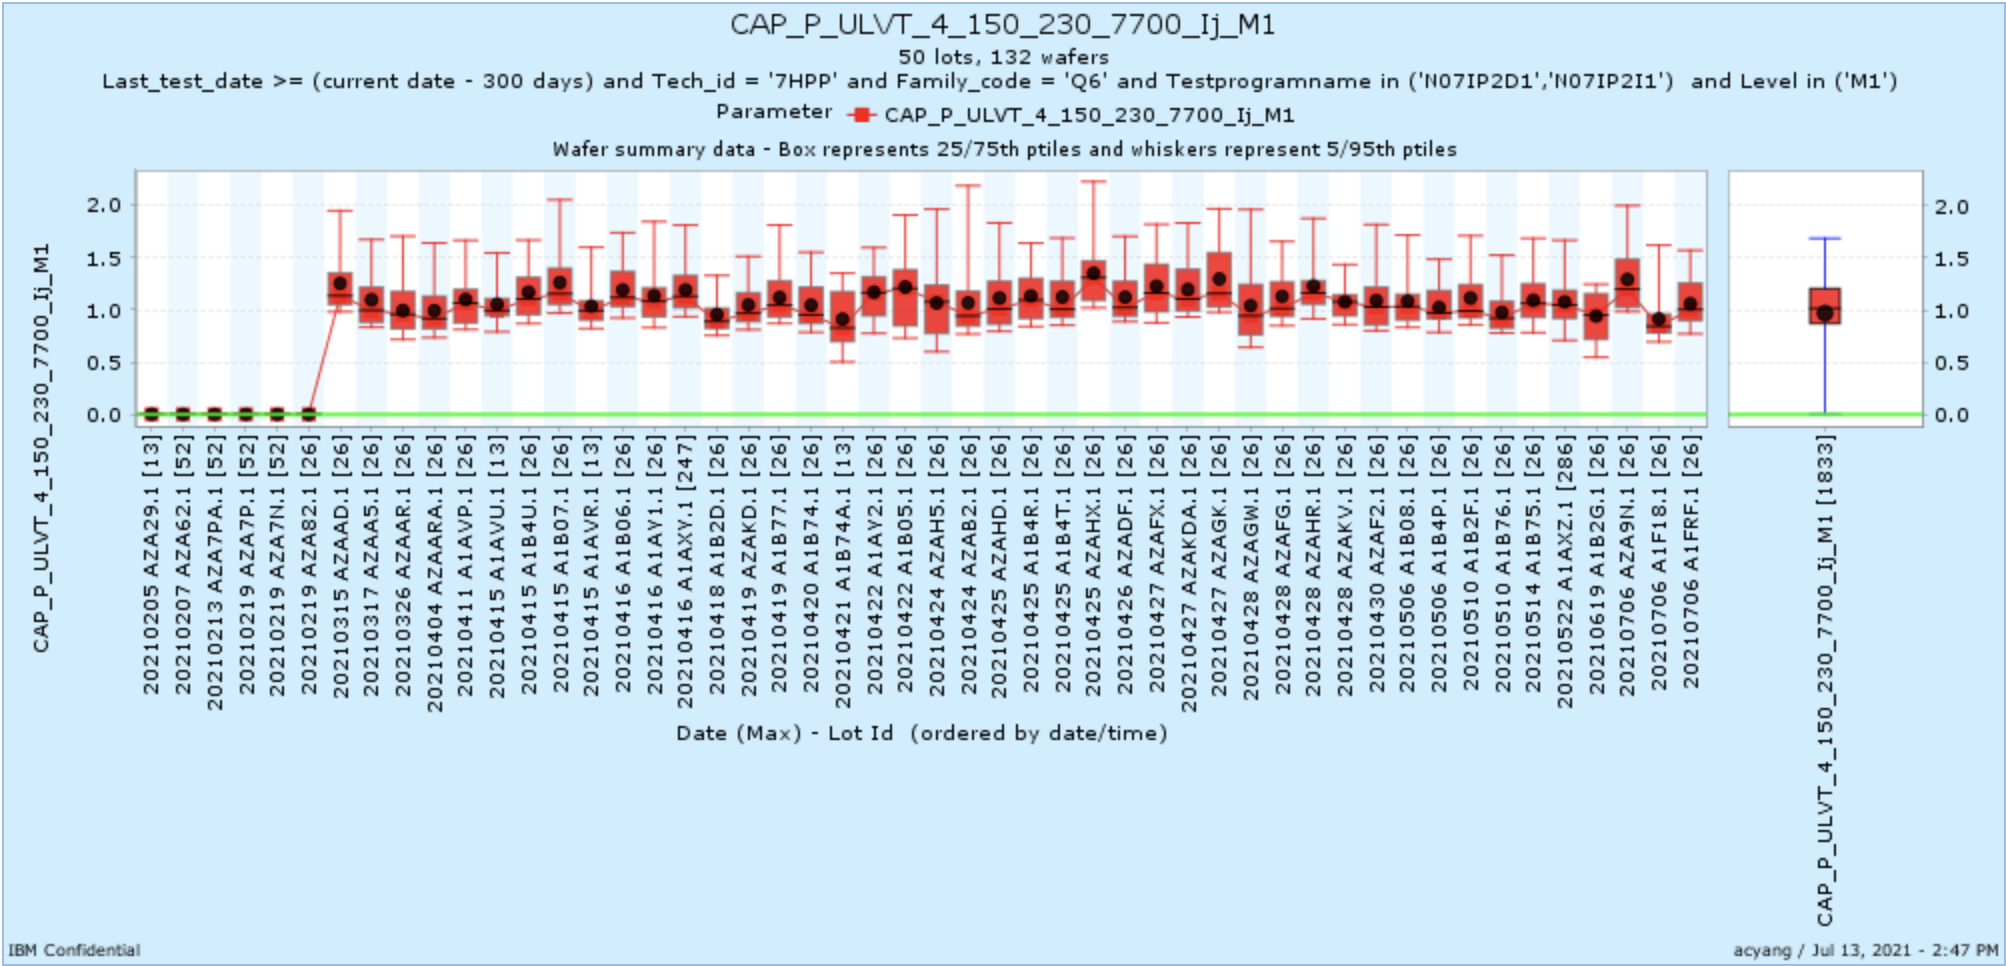 CAP_P_ULVT_4_150_230_7700_Ij_M1
50 lots, 132 wafers
Last_test_date >= (current date - 300 days) and Tech_id = '7HPP' and Family_code = 'Q6' and Testprogramname in ('N07IP2D1','N07IP2I1')  and Level in ('M1')
Parameter CAP_P_ULVT_4_150_230_7700_Ij_M1
Wafer summary data - Box represents 25/75th ptiles and whiskers represent 5/95th ptiles
CAP_P_ULVT_4_150_230_7700_Ij_M1
2.0
1.5
1.0
0.5
0.0
2.0
1.5
1.0
0.5
0.0
20210205 AZA29.1 [13]
20210207 AZA62.1 [52]
20210213 AZA7PA.1 [52]
20210219 AZA7P.1 [52]
20210219 AZA7N.1 [52]
20210219 AZA82.1 [26]
20210315 AZAAD.1 [26]
20210317 AZAA5.1 [26]
20210326 AZAAR.1 [26]
20210404 AZAARA.1 [26]
20210411 A1AVP.1 [26]
20210415 A1AVU.1 [13]
20210415 A1B4U.1 [26]
20210415 A1B07.1 [26]
20210415 A1AVR.1 [13]
20210416 A1B06.1 [26]
20210416 A1AY1.1 [26]
20210416 A1AXY.1 [247]
20210418 A1B2D.1 [26]
20210419 AZAKD.1 [26]
20210419 A1B77.1 [26]
20210420 A1B74.1 [26]
20210421 A1B74A.1 [13]
20210422 A1AY2.1 [26]
20210422 A1B05.1 [26]
20210424 AZAH5.1 [26]
20210424 AZAB2.1 [26]
20210425 AZAHD.1 [26]
20210425 A1B4R.1 [26]
20210425 A1B4T.1 [26]
20210425 AZAHX.1 [26]
20210426 AZADF.1 [26]
20210427 AZAFX.1 [26]
20210427 AZAKDA.1 [26]
20210427 AZAGK.1 [26]
20210428 AZAGW.1 [26]
20210428 AZAFG.1 [26]
20210428 AZAHR.1 [26]
20210428 AZAKV.1 [26]
20210430 AZAF2.1 [26]
20210506 A1B08.1 [26]
20210506 A1B4P.1 [26]
20210510 A1B2F.1 [26]
20210510 A1B76.1 [26]
20210514 A1B75.1 [26]
20210522 A1AXZ.1 [286]
20210619 A1B2G.1 [26]
20210706 AZA9N.1 [26]
20210706 A1F18.1 [26]
20210706 A1FRF.1 [26]
CAP_P_ULVT_4_150_230_7700_Ij_M1 [1833]
Date (Max) - Lot Id  (ordered by date/time)
IBM Confidential
acyang / Jul 13, 2021 - 2:47 PM